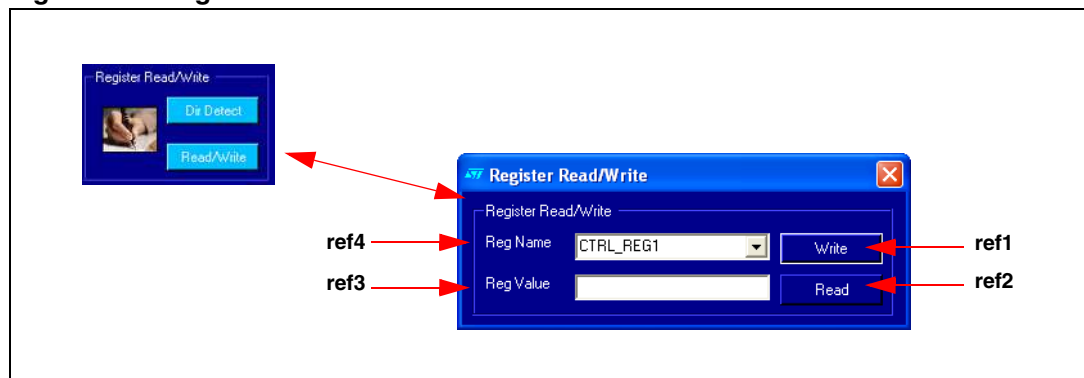 Register Read/Write
Dir Detect
Read/Write
Register Read/Write
Register Read/Write
ref4
Reg Name
CTRL_REG1
Write
ref1
ref3
Reg Value
Read
ref2